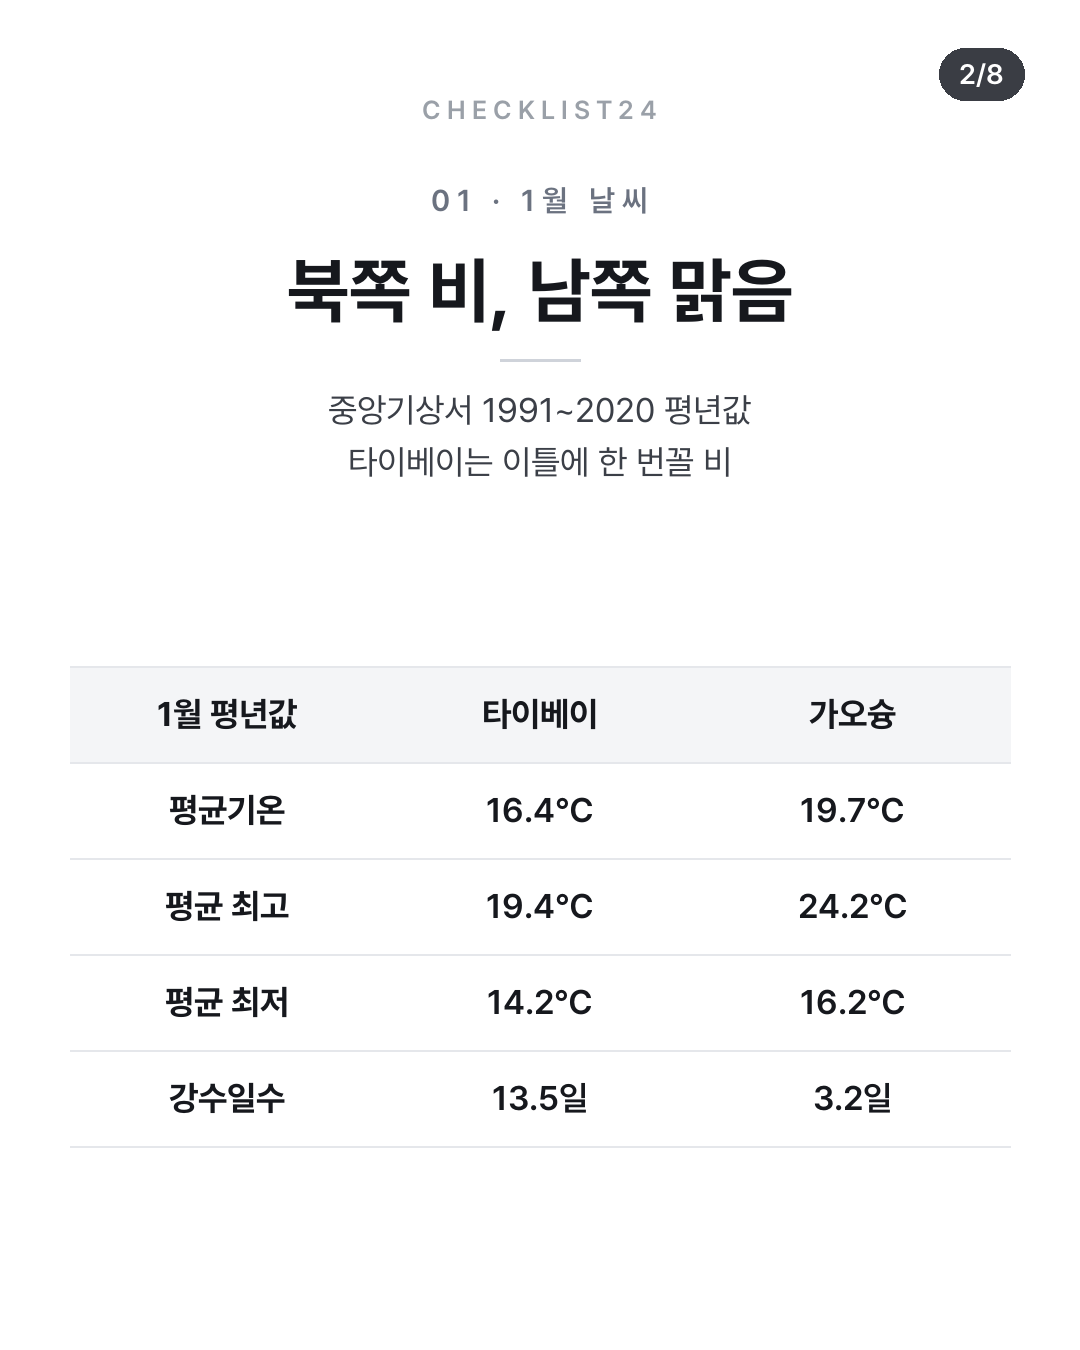 2/8
CHECKLIST24
01 · 1월 날씨
북쪽 비, 남쪽 맑음
중앙기상서 1991~2020 평년값
타이베이는 이틀에 한 번꼴 비
1월 평년값 타이베이 가오슝
평균기온 16.4°C 19.7°C
평균 최고 19.4°C 24.2°C
평균 최저 14.2°C 16.2°C
강수일수 13.5일 3.2일